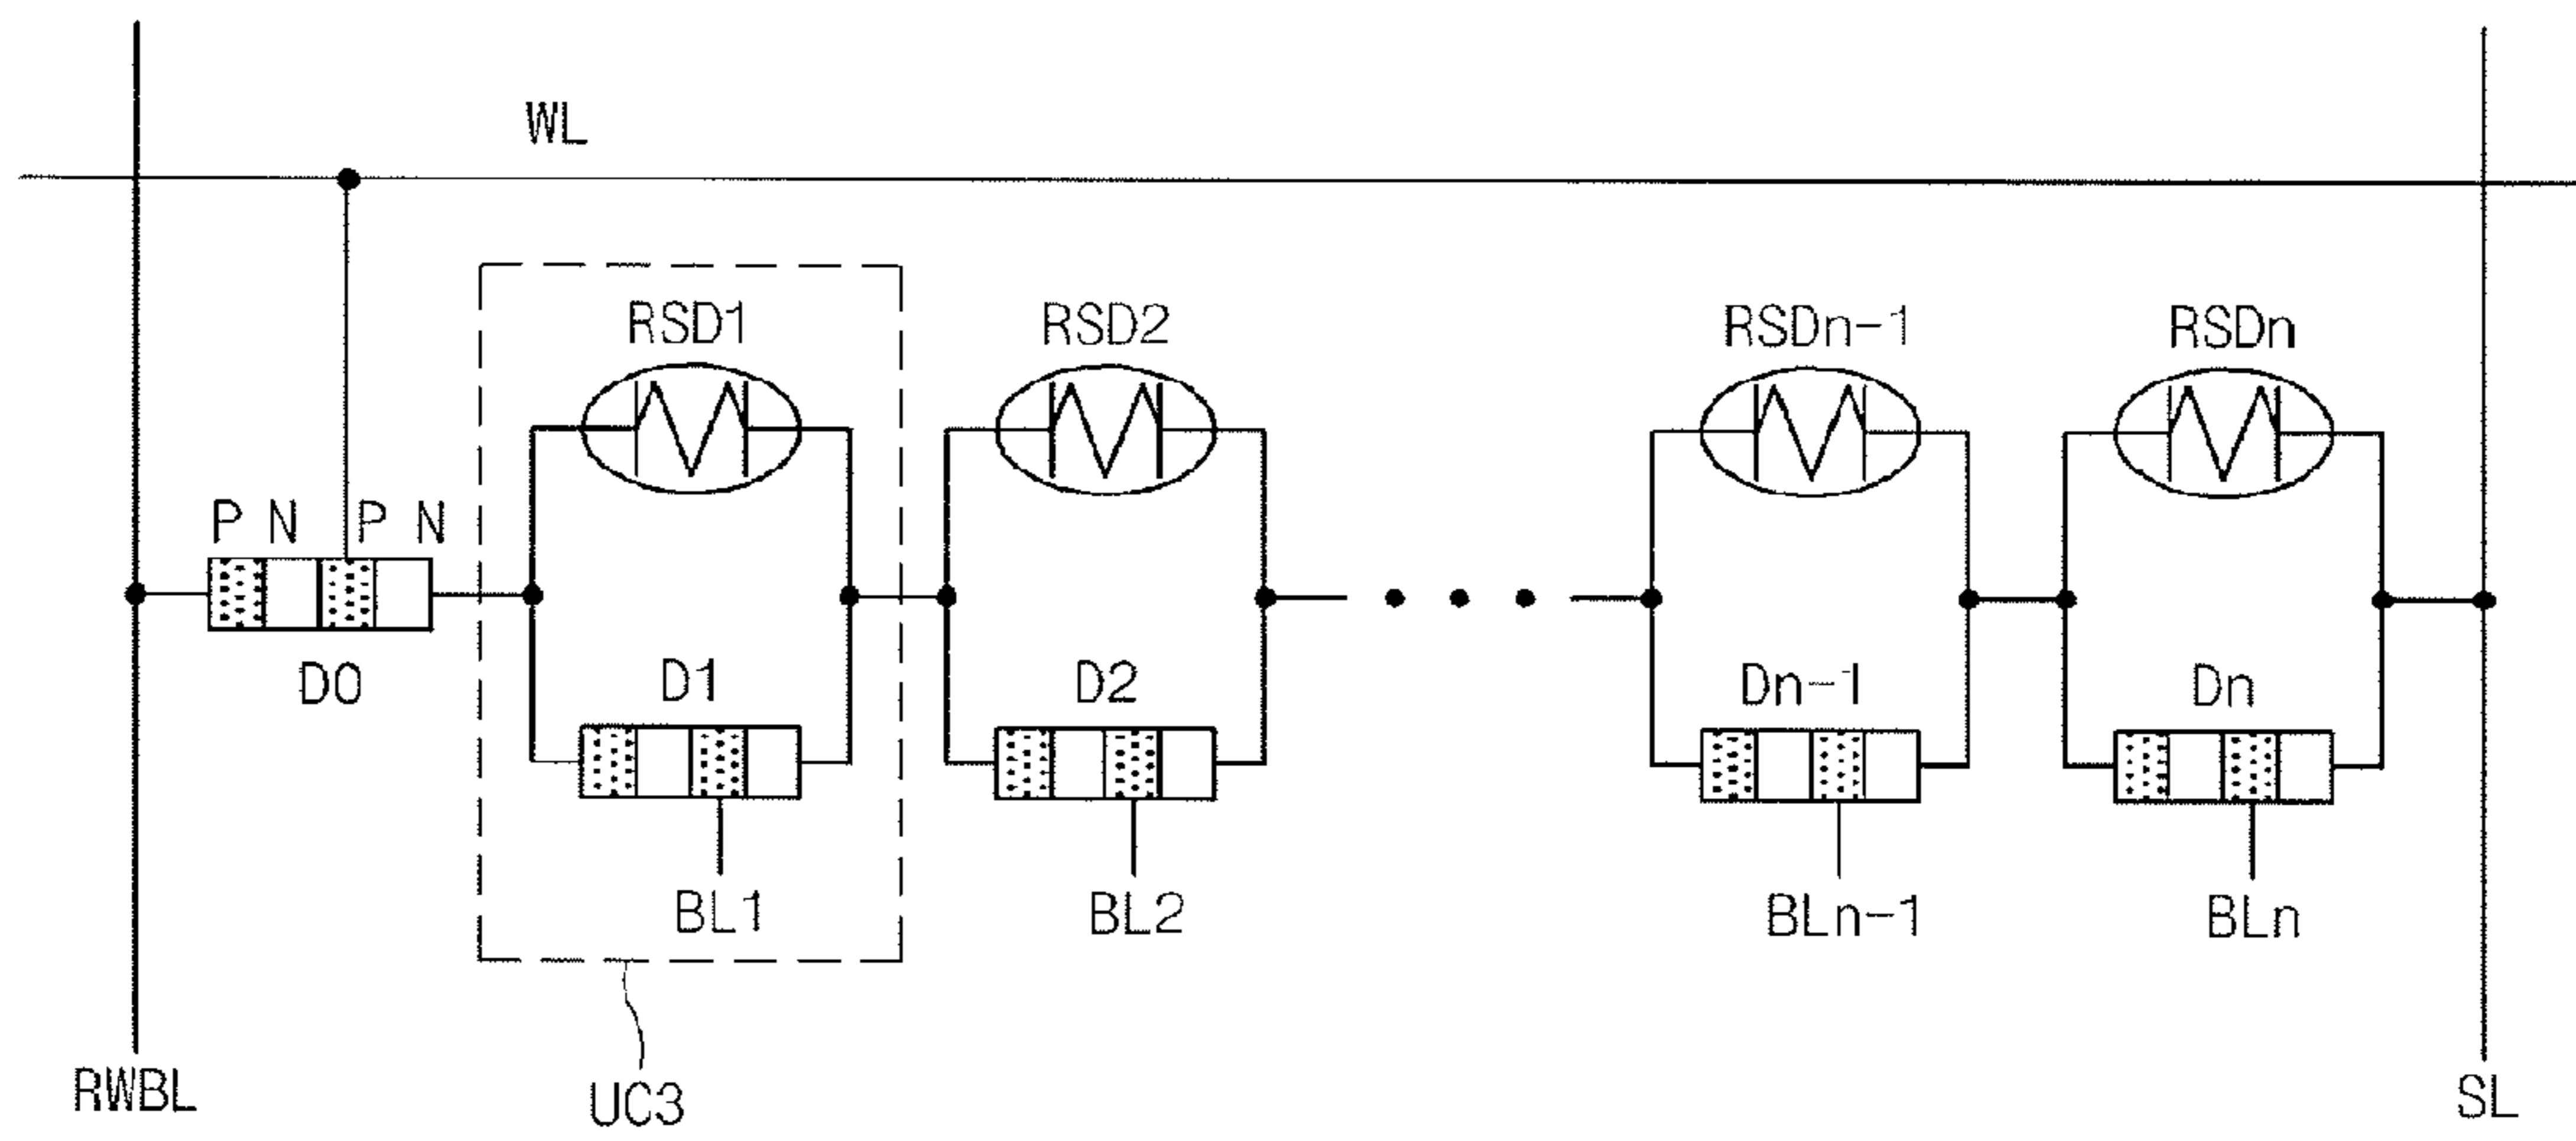 WL
RSD1 RSD2 RSDn-1 RSDn
P N P N
D0 D1 D2 Dn-1 Dn
BL1 BL2 BLn-1 BLn
RWBL UC3 SL